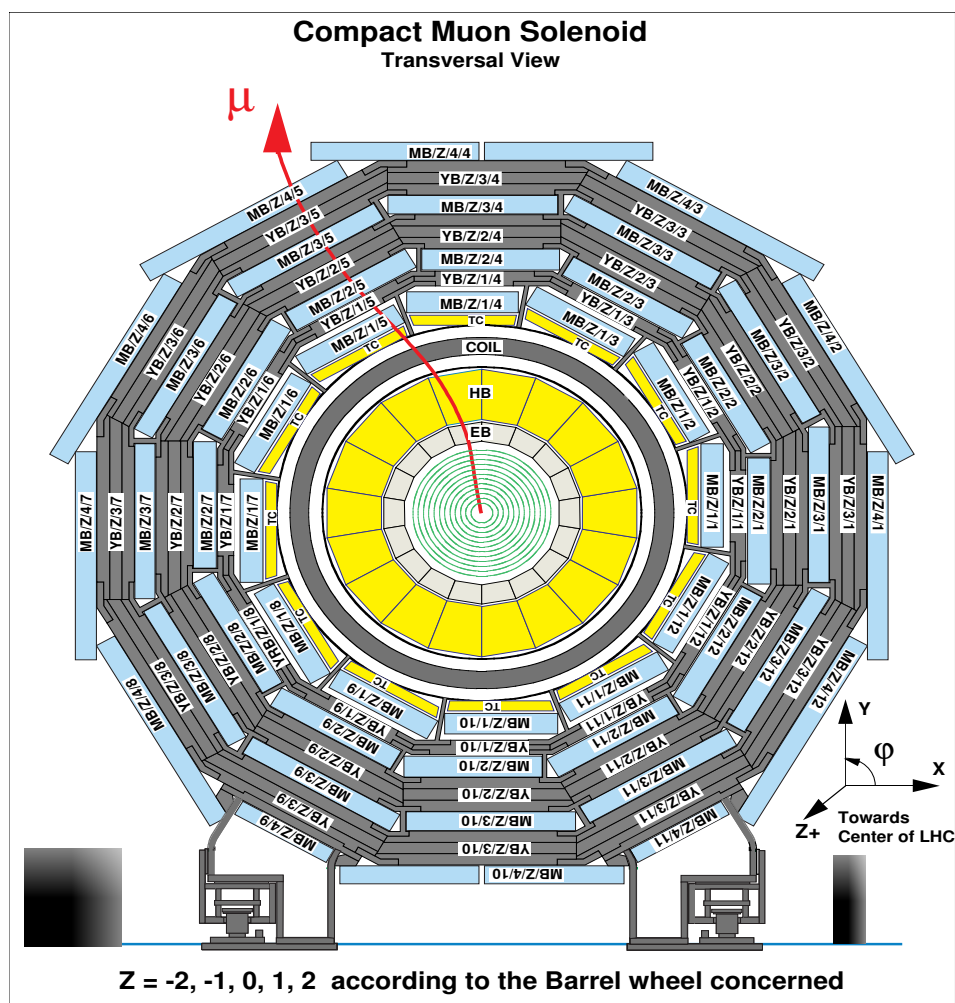 Compact Muon Solenoid
Transversal View
μ
MB/Z/4/4
YB/Z/3/4
MB/Z/3/4
YB/Z/2/4
MB/Z/2/4
YB/Z/1/4
MB/Z/1/4
TC
MB/Z/4/5
YB/Z/3/5
MB/Z/3/5
YB/Z/2/5
MB/Z/2/5
YB/Z/1/5
MB/Z/1/5
TC
MB/Z/4/3
YB/Z/3/3
MB/Z/3/3
YB/Z/2/3
MB/Z/2/3
YB/Z/1/3
MB/Z/1/3
TC
MB/Z/4/6
YB/Z/3/6
MB/Z/3/6
YB/Z/2/6
MB/Z/2/6
YB/Z/1/6
MB/Z/1/6
TC
MB/Z/4/2
YB/Z/3/2
MB/Z/3/2
YB/Z/2/2
MB/Z/2/2
YB/Z/1/2
MB/Z/1/2
TC
COIL
HB
EB
MB/Z/4/7
YB/Z/3/7
MB/Z/3/7
YB/Z/2/7
MB/Z/2/7
YB/Z/1/7
MB/Z/1/7
TC
TC
MB/Z/1/1
YB/Z/1/1
MB/Z/2/1
YB/Z/2/1
MB/Z/3/1
YB/Z/3/1
MB/Z/4/1
MB/Z/4/8
YB/Z/3/8
MB/Z/3/8
YB/Z/2/8
MB/Z/2/8
YRB/Z/1/8
MB/Z/1/8
TC
TC
MB/Z/1/12
YB/Z/1/12
MB/Z/2/12
YB/Z/2/12
MB/Z/3/12
YB/Z/3/12
MB/Z/4/12
TC
MB/Z/1/9
YB/Z/1/9
MB/Z/2/9
YB/Z/2/9
MB/Z/3/9
YB/Z/3/9
MB/Z/4/9
TC
MB/Z/1/11
YB/Z/1/11
MB/Z/2/11
YB/Z/2/11
MB/Z/3/11
YB/Z/3/11
MB/Z/4/11
TC
MB/Z/1/10
YB/Z/1/10
MB/Z/2/10
YB/Z/2/10
MB/Z/3/10
YB/Z/3/10
MB/Z/4/10
Y
φ
X
Z+
Towards
Center of LHC
Z = -2, -1, 0, 1, 2 according to the Barrel wheel concerned